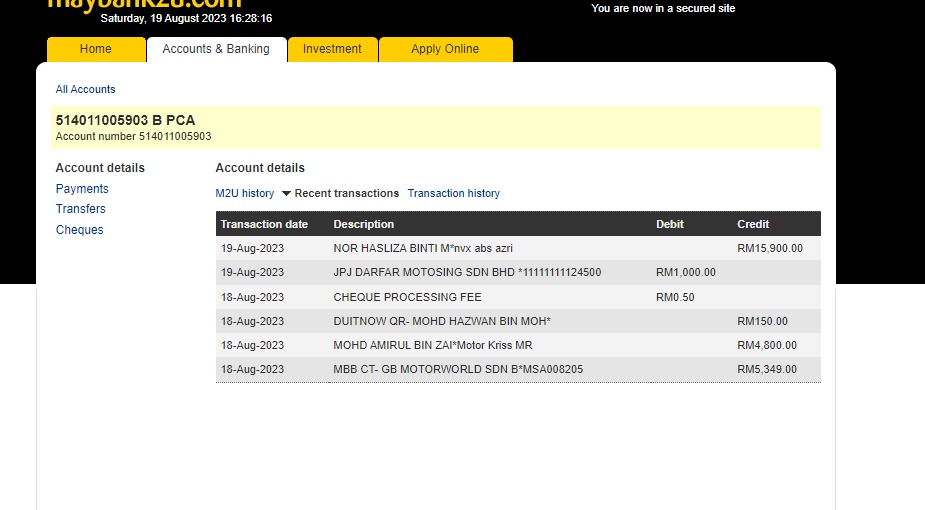 maybank2u.com
Saturday, 19 August 2023 16:28:16
You are now in a secured site
Home Accounts & Banking Investment Apply Online
All Accounts
514011005903 B PCA
Account number 514011005903
Account details
Payments
Transfers
Cheques
Account details
M2U history Recent transactions Transaction history
Transaction date Description Debit Credit
19-Aug-2023 NOR HASLIZA BINTI M*nvx abs azri RM15,900.00
19-Aug-2023 JPJ DARFAR MOTOSING SDN BHD *11111111124500 RM1,000.00
18-Aug-2023 CHEQUE PROCESSING FEE RM0.50
18-Aug-2023 DUITNOW QR- MOHD HAZWAN BIN MOH* RM150.00
18-Aug-2023 MOHD AMIRUL BIN ZAI*Motor Kriss MR RM4,800.00
18-Aug-2023 MBB CT- GB MOTORWORLD SDN B*MSA008205 RM5,349.00